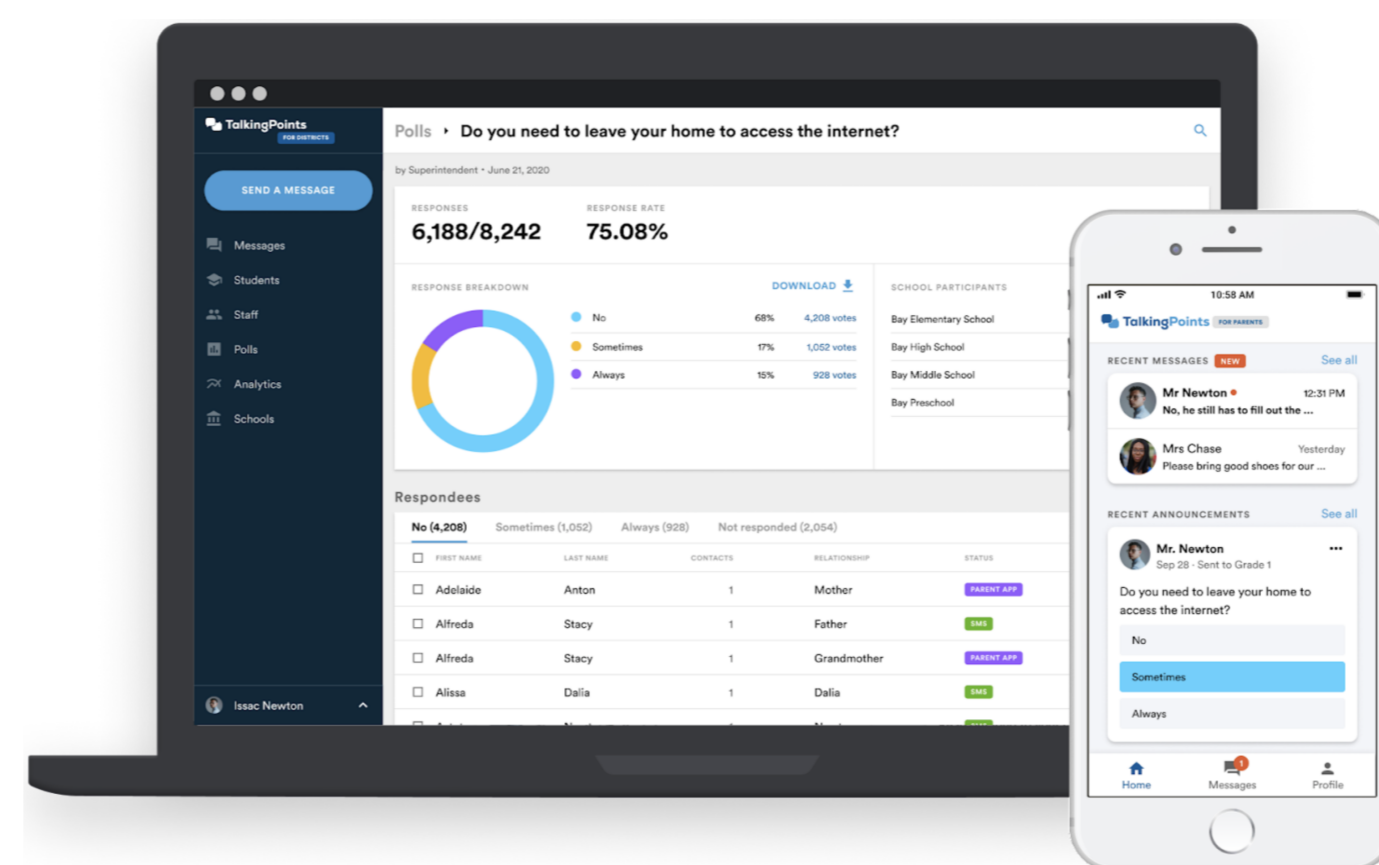 TalkingPoints
FOR DISTRICTS
SEND A MESSAGE
Messages
Students
Staff
Polls
Analytics
Schools
Issac Newton
Polls ‣ Do you need to leave your home to access the internet?
by Superintendent • June 21, 2020
RESPONSES RESPONSE RATE
6,188/8,242 75.08%
RESPONSE BREAKDOWN DOWNLOAD
No 68% 4,208 votes
Sometimes 17% 1,052 votes
Always 15% 928 votes
SCHOOL PARTICIPANTS
Bay Elementary School
Bay High School
Bay Middle School
Bay Preschool
Respondees
No (4,208) Sometimes (1,052) Always (928) Not responded (2,054)
FIRST NAME LAST NAME CONTACTS RELATIONSHIP STATUS
Adelaide Anton 1 Mother PARENT APP
Alfreda Stacy 1 Father SMS
Alfreda Stacy 1 Grandmother PARENT APP
Alissa Dalia 1 Dalia SMS
10:58 AM
TalkingPoints FOR PARENTS
RECENT MESSAGES NEW See all
Mr Newton • 12:31 PM
No, he still has to fill out the ...
Mrs Chase Yesterday
Please bring good shoes for our ...
RECENT ANNOUNCEMENTS See all
Mr. Newton •••
Sep 28 - Sent to Grade 1
Do you need to leave your home to
access the internet?
No
Sometimes
Always
1
Home Messages Profile